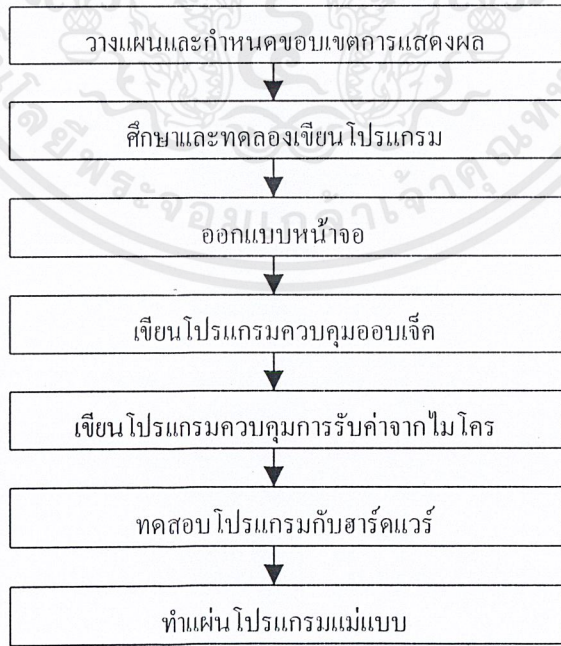 วางแผนและกำหนดขอบเขตการแสดงผล
ศึกษาและทดลองเขียนโปรแกรม
ออกแบบหน้าจอ
เขียนโปรแกรมควบคุมออบเจ็ค
เขียนโปรแกรมควบคุมการรับค่าจากไมโคร
ทดสอบโปรแกรมกับฮาร์ดแวร์
ทำแผ่นโปรแกรมแม่แบบ